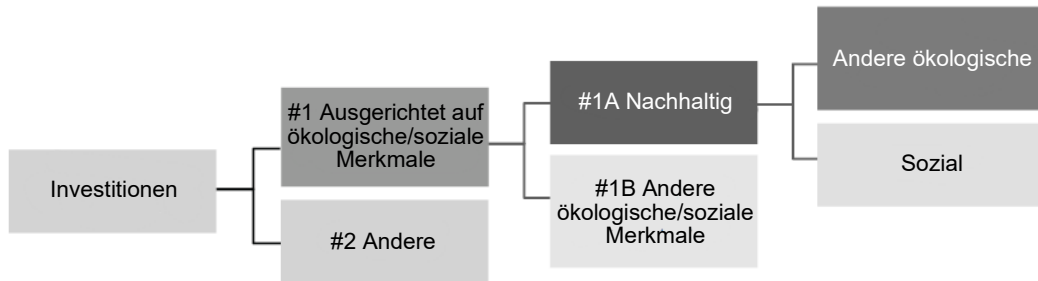 Investitionen
#1 Ausgerichtet auf
ökologische/soziale
Merkmale
#2 Andere
#1A Nachhaltig
#1B Andere
ökologische/soziale
Merkmale
Andere ökologische
Sozial